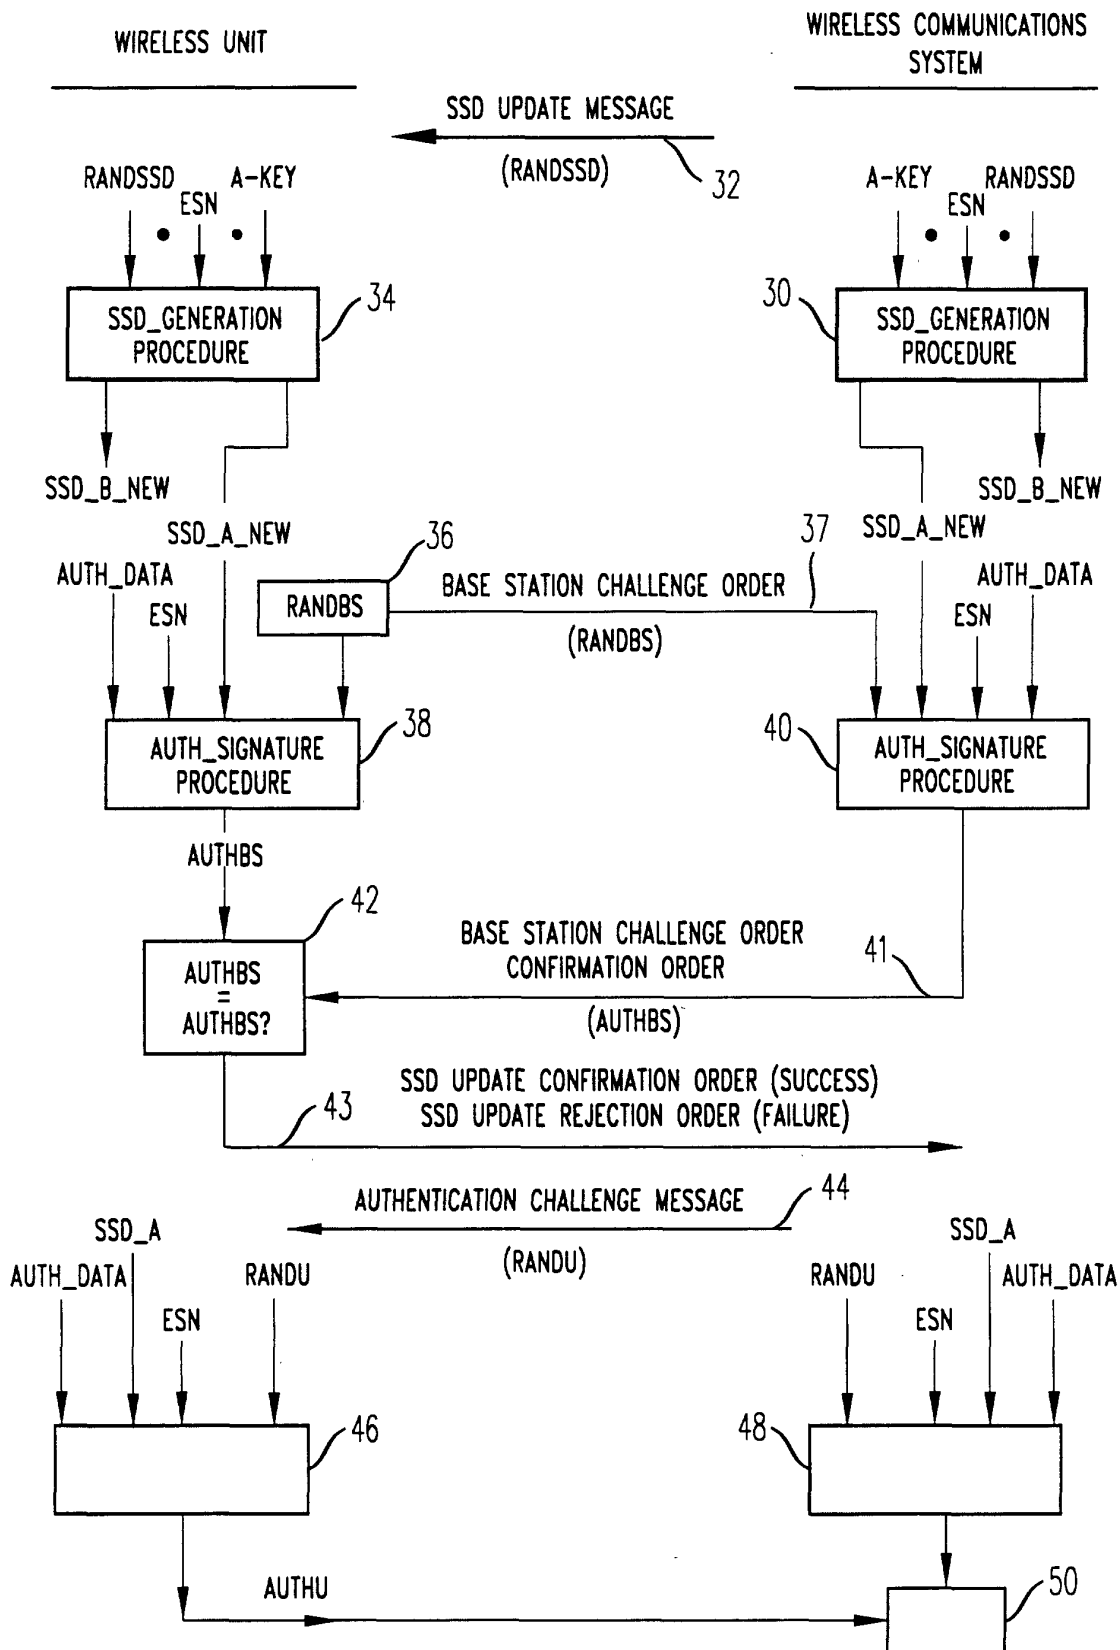 WIRELESS UNIT
WIRELESS COMMUNICATIONS
SYSTEM
SSD UPDATE MESSAGE
(RANDSSD)
32
RANDSSD
ESN
A-KEY
A-KEY
ESN
RANDSSD
34
SSD_GENERATION
PROCEDURE
30
SSD_GENERATION
PROCEDURE
SSD_B_NEW
SSD_A_NEW
SSD_B_NEW
SSD_A_NEW
36
37
AUTH_DATA
ESN
RANDBS
BASE STATION CHALLENGE ORDER
(RANDBS)
ESN
AUTH_DATA
38
AUTH_SIGNATURE
PROCEDURE
40
AUTH_SIGNATURE
PROCEDURE
AUTHBS
42
AUTHBS
=
AUTHBS?
BASE STATION CHALLENGE ORDER
CONFIRMATION ORDER
41
(AUTHBS)
SSD UPDATE CONFIRMATION ORDER (SUCCESS)
SSD UPDATE REJECTION ORDER (FAILURE)
43
AUTHENTICATION CHALLENGE MESSAGE
44
(RANDU)
SSD_A
AUTH_DATA
ESN
RANDU
SSD_A
RANDU
ESN
AUTH_DATA
46
48
AUTHU
50